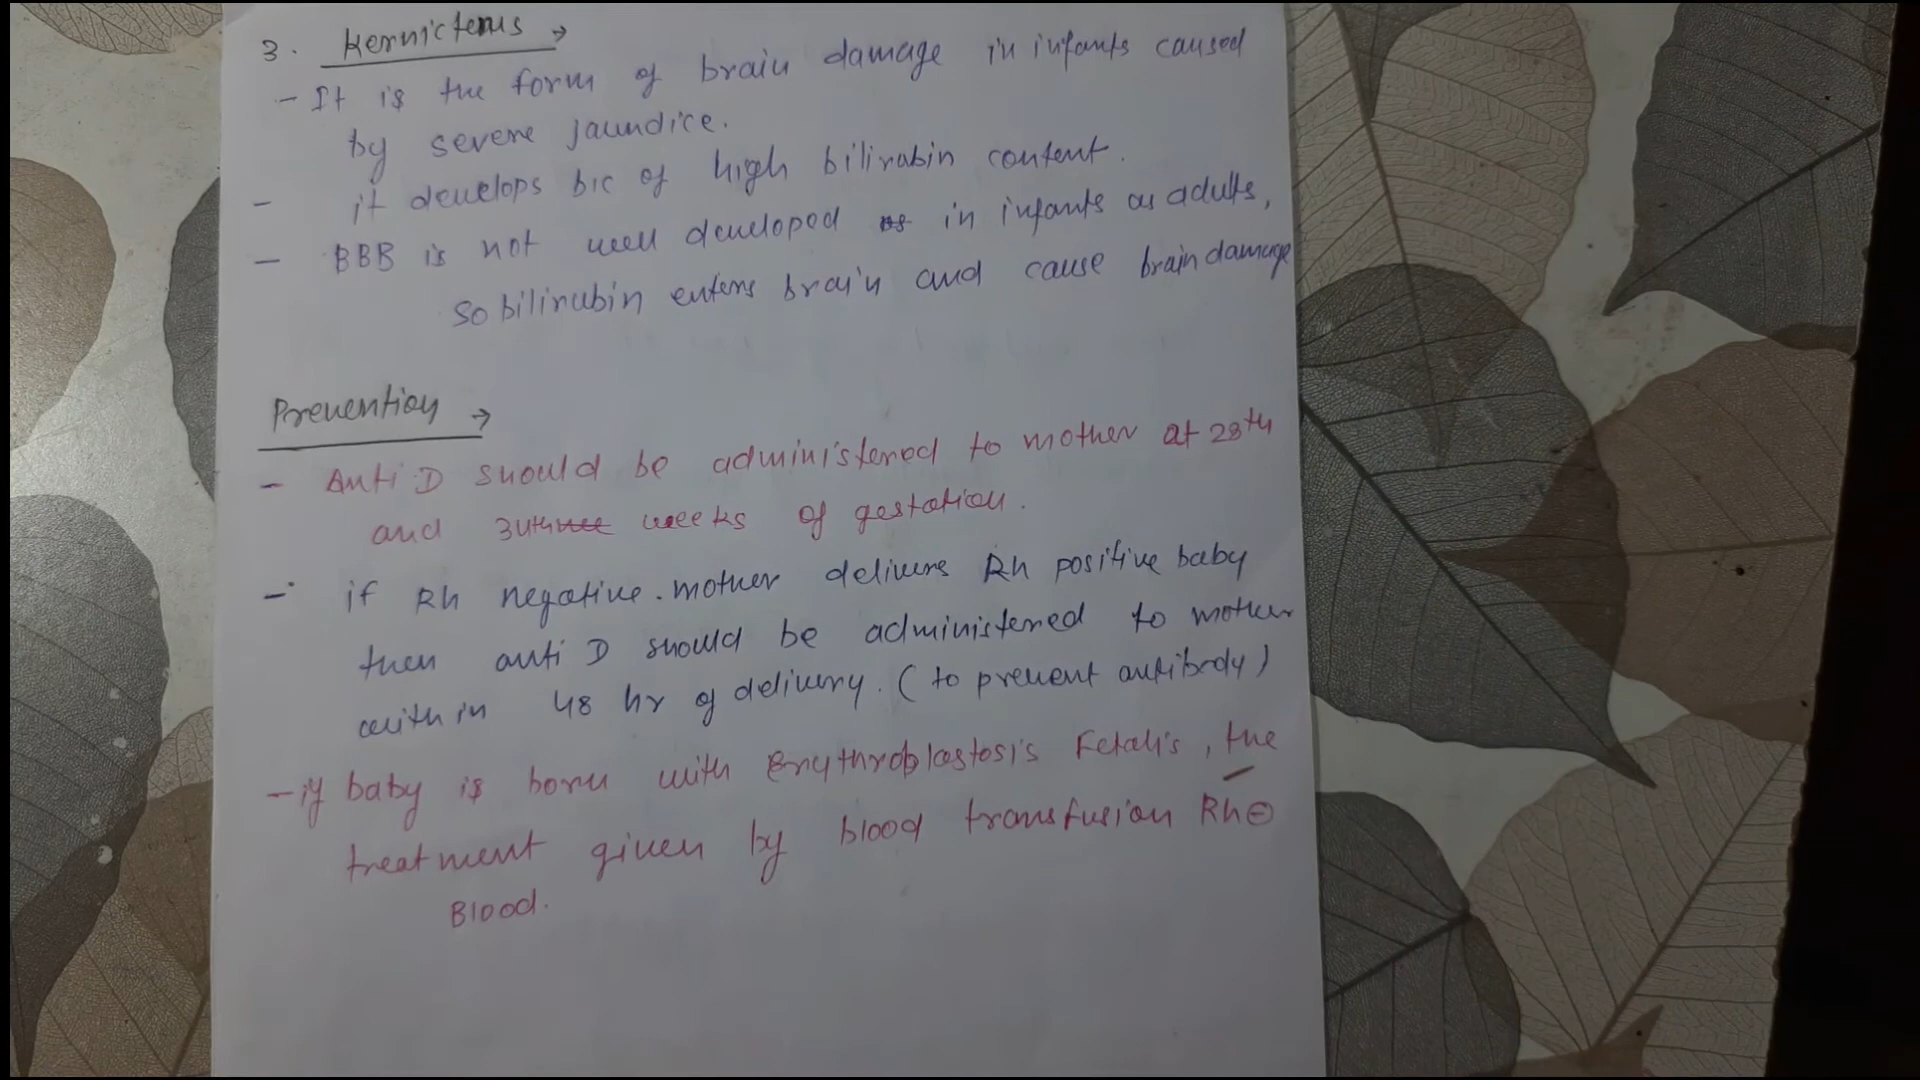 3. Kernicterus →
- It is the form of brain damage in infants caused
by severe jaundice.
- it develops b/c of high bilirubin content.
- BBB is not well developed in infants as adults,
so bilirubin enters brain and cause brain damage
Prevention →
- Anti D should be administered to mother at 28th
and 34th weeks of gestation.
- if Rh negative mother delivers Rh positive baby
then anti D should be administered to mother
within 48 hr of delivery. (to prevent antibody)
- if baby is born with Erythroblastosis Fetalis, the
treatment given by blood transfusion Rh⊖
Blood.